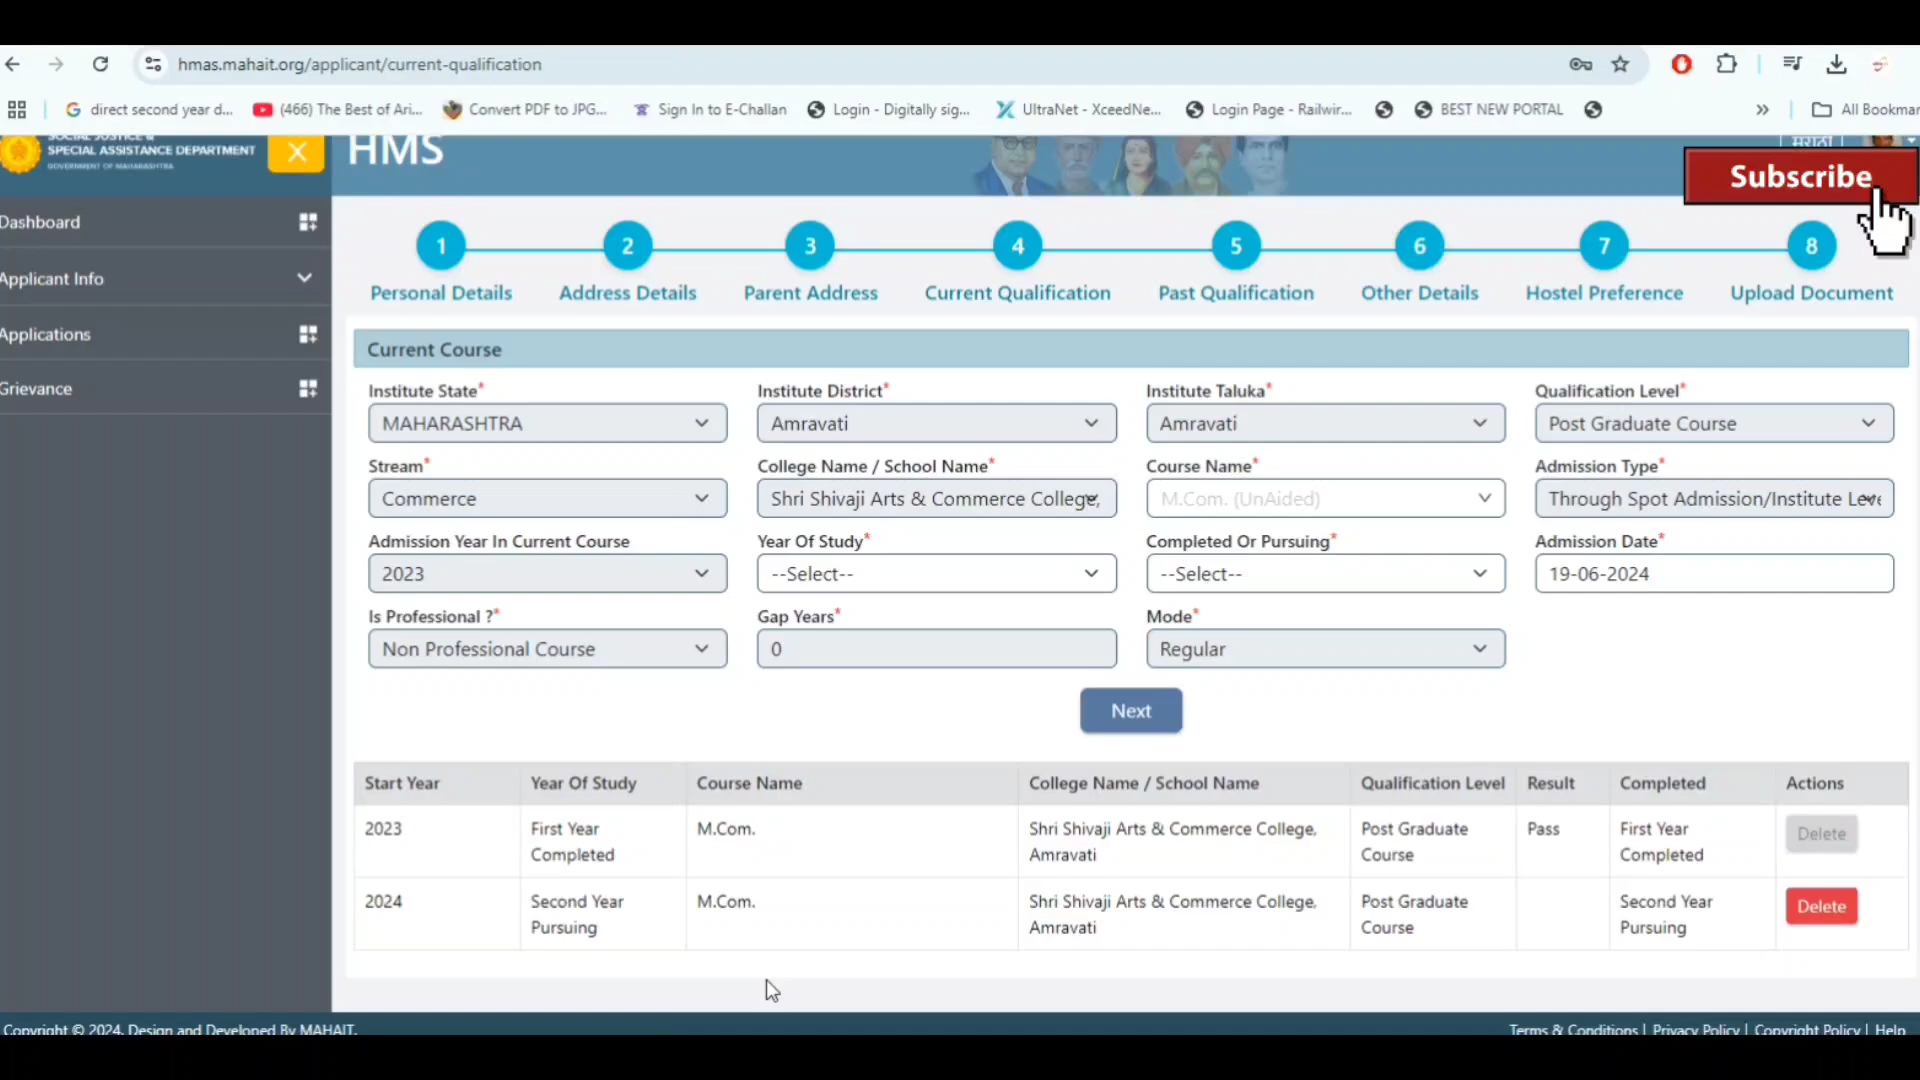 hmas.mahait.org/applicant/current-qualification
direct second year d... (466) The Best of Ari... Convert PDF to JPG... Sign In to E-Challan Login - Digitally sig... UltraNet - XceedNe... Login Page - Railwir... BEST NEW PORTAL » All Bookmar
SOCIAL JUSTICE &
SPECIAL ASSISTANCE DEPARTMENT
GOVERNMENT OF MAHARASHTRA
HMS
मराठी
Subscribe
Dashboard
Applicant Info
Applications
Grievance
1 2 3 4 5 6 7 8
Personal Details Address Details Parent Address Current Qualification Past Qualification Other Details Hostel Preference Upload Document
Current Course
Institute State* Institute District* Institute Taluka* Qualification Level*
MAHARASHTRA Amravati Amravati Post Graduate Course
Stream* College Name / School Name* Course Name* Admission Type*
Commerce Shri Shivaji Arts & Commerce College, M.Com. (UnAided) Through Spot Admission/Institute Leve
Admission Year In Current Course Year Of Study* Completed Or Pursuing* Admission Date*
2023 --Select-- --Select-- 19-06-2024
Is Professional ?* Gap Years* Mode*
Non Professional Course 0 Regular
Next
Start Year Year Of Study Course Name College Name / School Name Qualification Level Result Completed Actions
2023 First Year Completed M.Com. Shri Shivaji Arts & Commerce College, Amravati Post Graduate Course Pass First Year Completed Delete
2024 Second Year Pursuing M.Com. Shri Shivaji Arts & Commerce College, Amravati Post Graduate Course Second Year Pursuing Delete
Copyright © 2024. Design and Developed By MAHAIT.
Terms & Conditions | Privacy Policy | Copyright Policy | Help